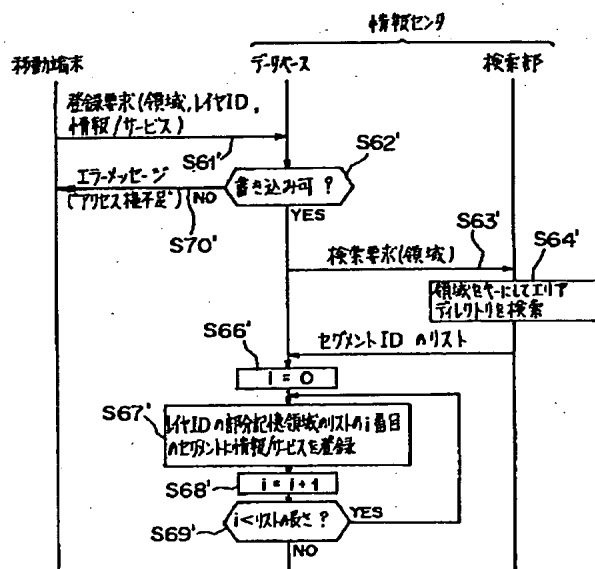 情報センタ
移動端末
データベース
検索部
登録要求(領域,レイヤID,
情報/サービス)
S61'
S62'
書き込み可?
エラーメッセージ
(アクセス権不足)
NO
S70'
YES
S63'
S64'
検索要求(領域)
領域をキーにしてエリア
ディレクトリを検索
セグメントIDのリスト
S66'
i = 0
S67'
レイヤIDの部分記憶領域のリストのi番目
のセグメントに情報/サービスを登録
S68'
i = i+1
S69'
i<リストの長さ?
YES
NO